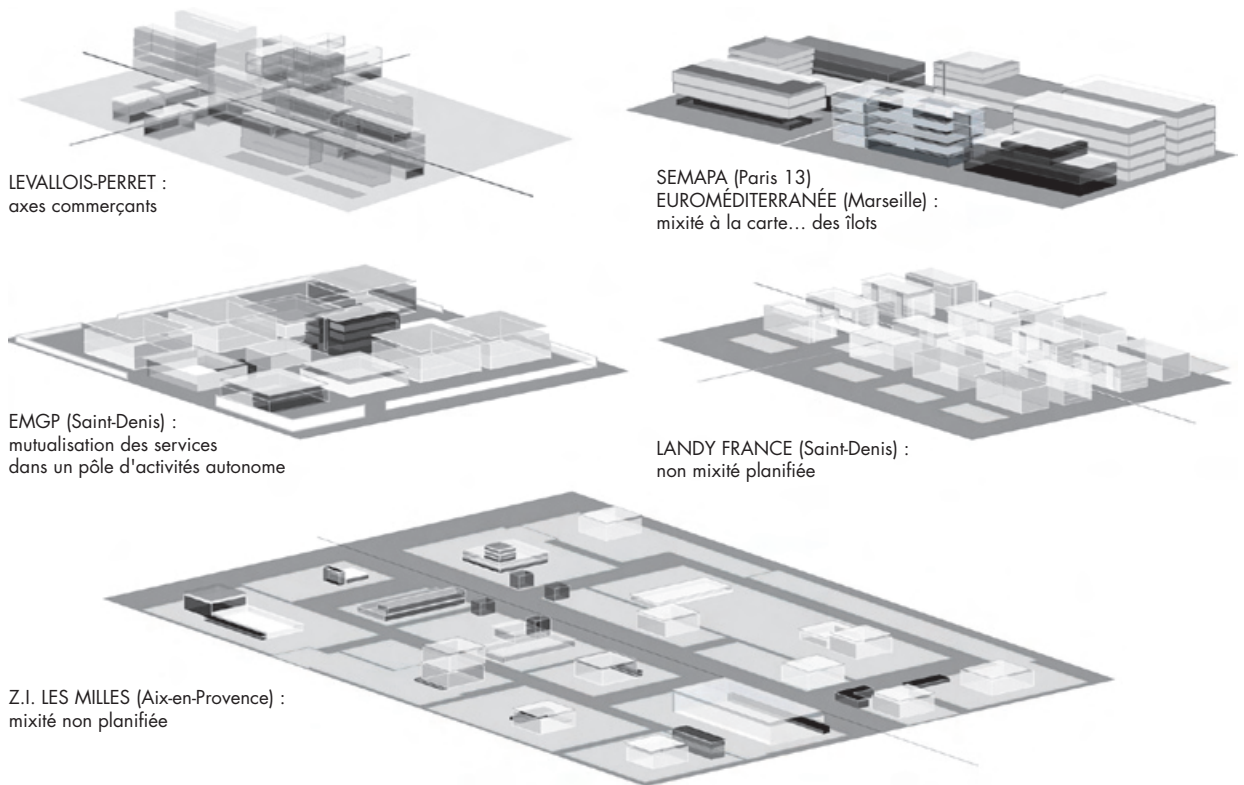 LEVALLOIS-PERRET :
axes commerçants
SEMAPA (Paris 13)
EUROMÉDITERRANÉE (Marseille) :
mixité à la carte… des îlots
EMGP (Saint-Denis) :
mutualisation des services
dans un pôle d'activités autonome
LANDY FRANCE (Saint-Denis) :
non mixité planifiée
Z.I. LES MILLES (Aix-en-Provence) :
mixité non planifiée